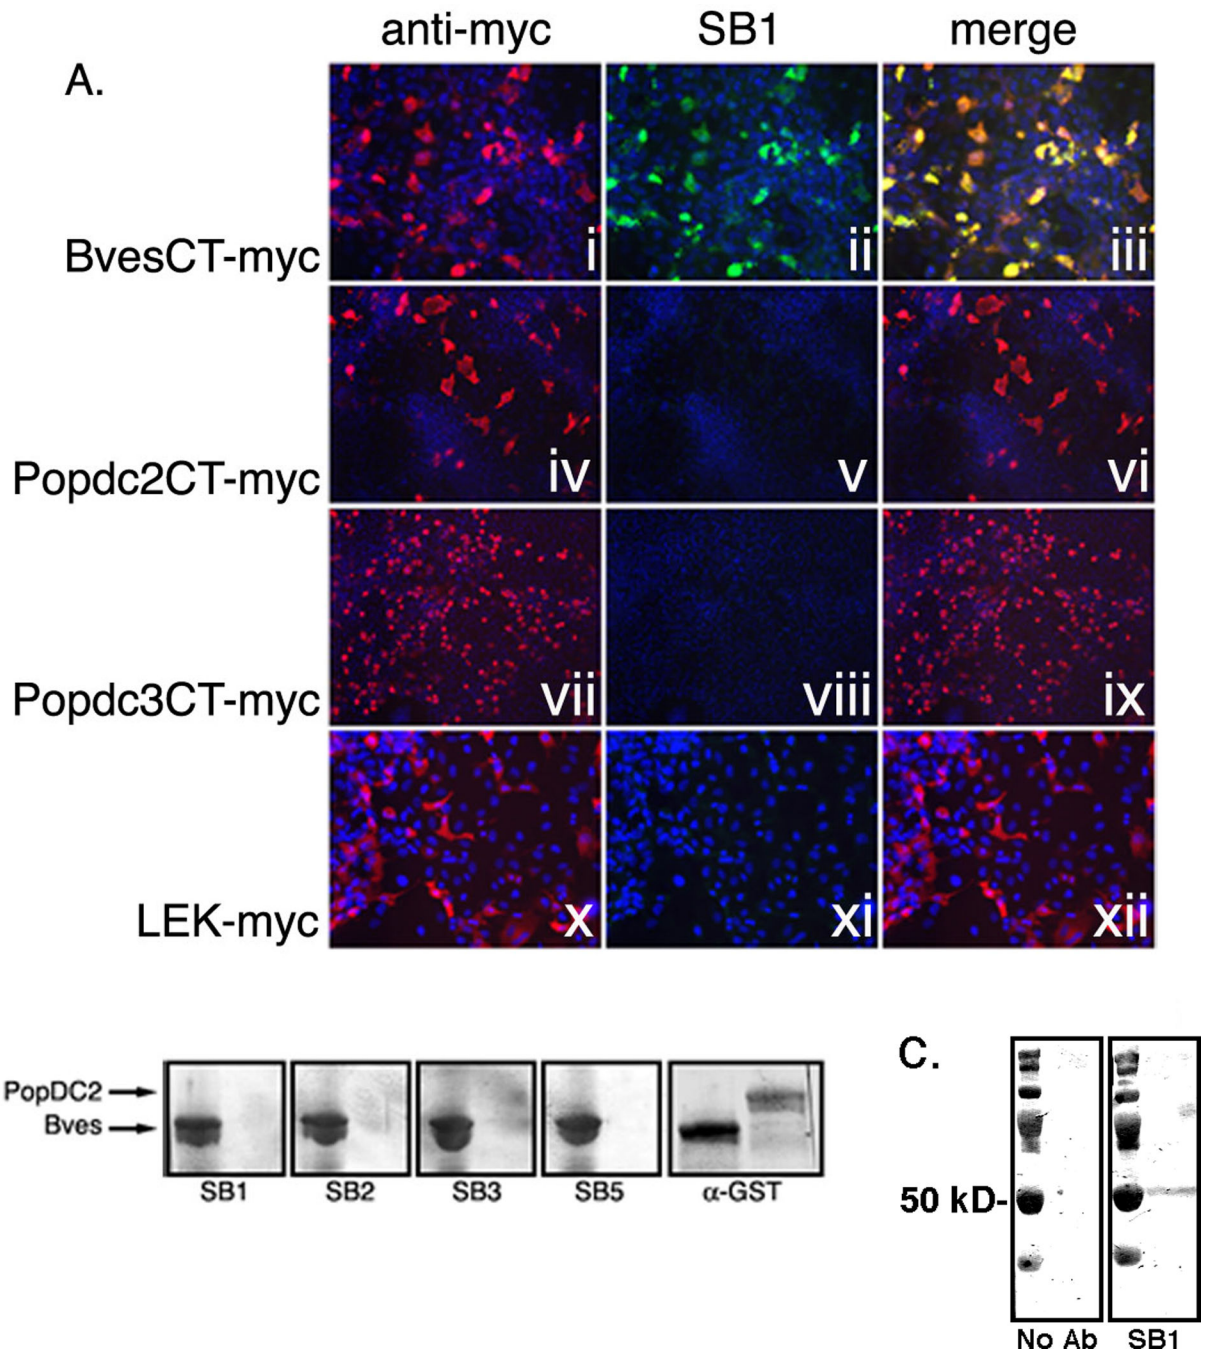 anti-myc SB1 merge
A.
BvesCT-myc i ii iii
Popdc2CT-myc iv v vi
Popdc3CT-myc vii viii ix
LEK-myc x xi xii
PopDC2
Bves
SB1 SB2 SB3 SB5 α-GST
C.
50 kD-
No Ab SB1